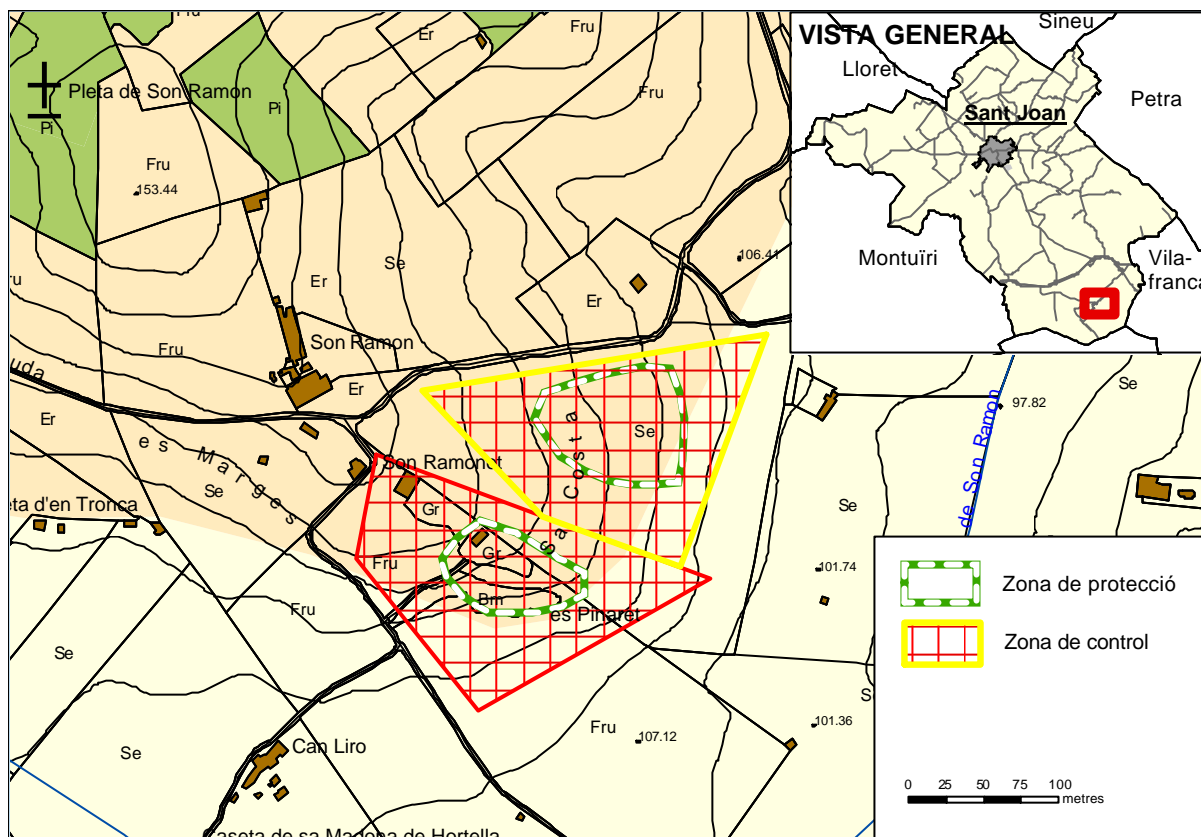 VISTA GENERAL
Sineu
Lloret
Petra
Sant Joan
Montuïri
Vila-
franca
Fru
Er
Fru
Pleta de Son Ramon
Pi
Pi
Fru
153.44
Se
106.41
Er
Er
Son Ramon
Fru
Er
Er
es Marges
Se
Son Ramonet
Gr
Gr
Bm
Fru
es Pinaret
Sa Costa
Se
Se
97.82
de Son Ramon
Se
101.74
Fru
Se
Se
Can Liro
Fru
107.12
101.36
Zona de protecció
Zona de control
0 25 50 75 100
metres